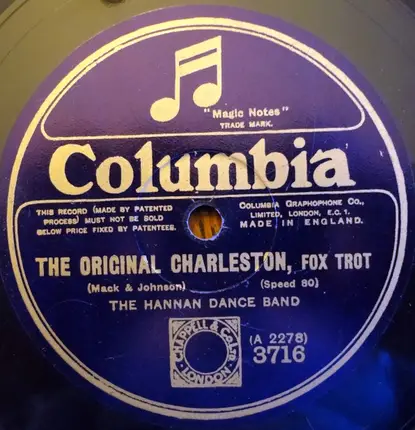 "Magic Notes"
TRADE MARK.
Columbia
THIS RECORD (MADE BY PATENTED
PROCESS) MUST NOT BE SOLD
BELOW PRICE FIXED BY PATENTEES.
COLUMBIA GRAPHOPHONE CO.,
LIMITED, LONDON, E.C. 1.
MADE IN ENGLAND.
THE ORIGINAL CHARLESTON, FOX TROT
(Mack & Johnson) (Speed 80)
THE HANNAN DANCE BAND
CHAPPELL & CO LTD
LONDON
(A 2278)
3716